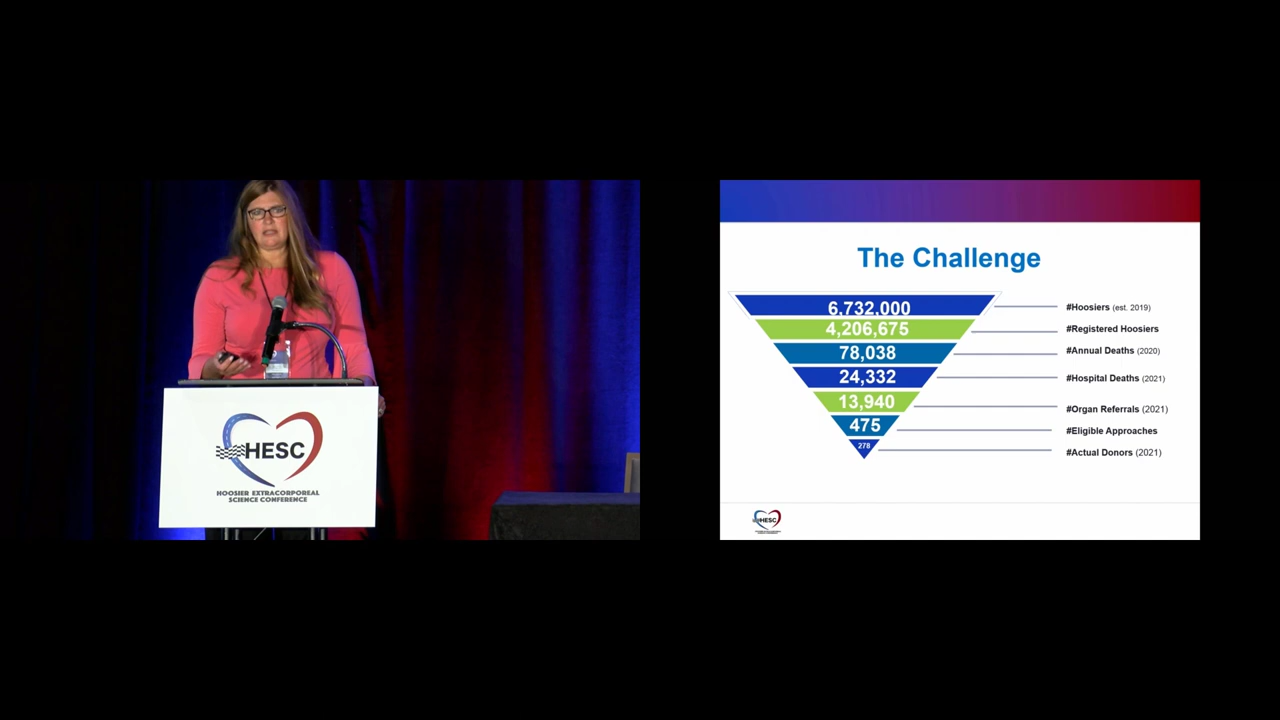 HESC
HOOSIER EXTRACORPOREAL
SCIENCE CONFERENCE
The Challenge
6,732,000
4,206,675
78,038
24,332
13,940
475
278
#Hoosiers (est. 2019)
#Registered Hoosiers
#Annual Deaths (2020)
#Hospital Deaths (2021)
#Organ Referrals (2021)
#Eligible Approaches
#Actual Donors (2021)
HESC